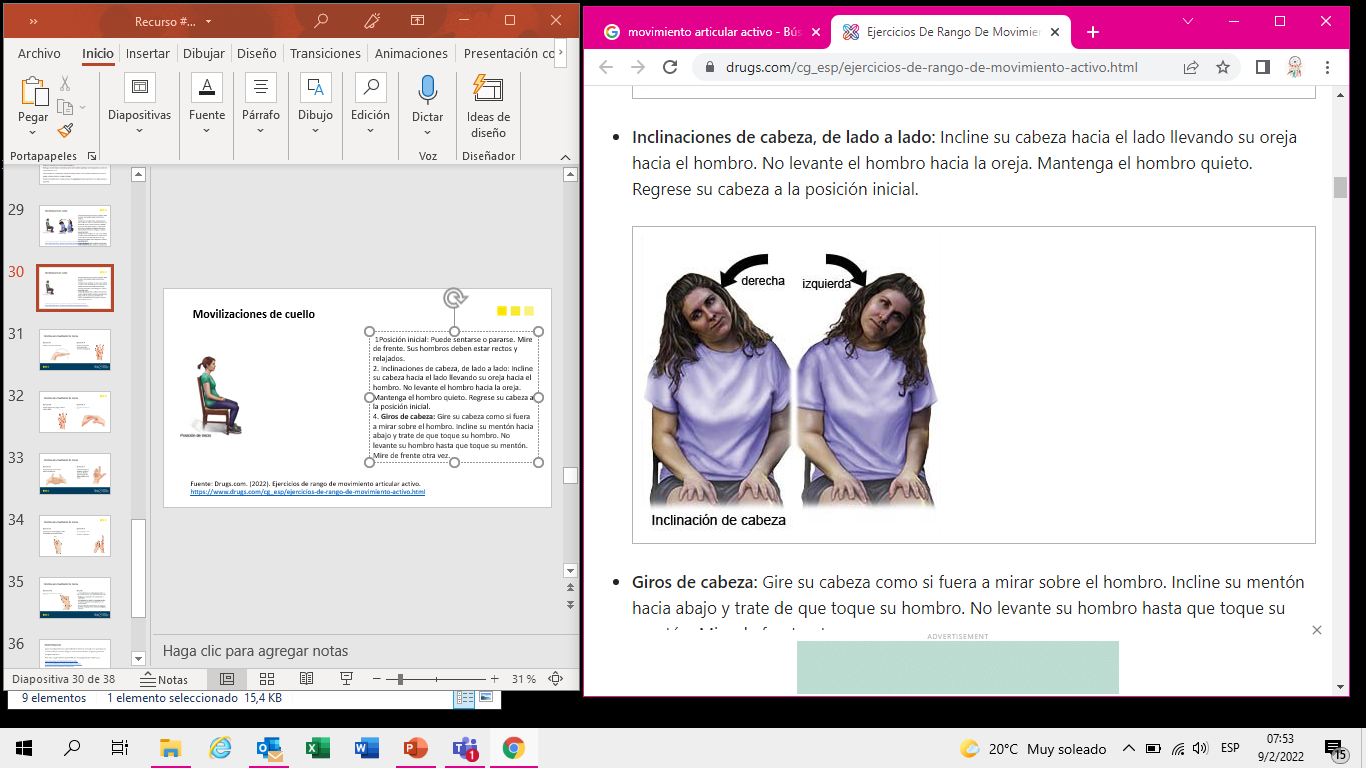 Recurso #...
Archivo Inicio Insertar Dibujar Diseño Transiciones Animaciones Presentación co
Pegar
Diapositivas
Fuente
Párrafo
Dibujo
Edición
Dictar
Ideas de
diseño
Portapapeles
Voz
Diseñador
29
30
31
32
33
34
35
36
Movilizaciones de cuello
1Posición inicial: Puede sentarse o pararse. Mire
de frente. Sus hombros deben estar rectos y
relajados.
2. Inclinaciones de cabeza, de lado a lado: Incline
su cabeza hacia el lado llevando su oreja hacia el
hombro. No levante el hombro hacia la oreja.
Mantenga el hombro quieto. Regrese su cabeza a
la posición inicial.
4. Giros de cabeza: Gire su cabeza como si fuera
a mirar sobre el hombro. Incline su mentón hacia
abajo y trate de que toque su hombro. No
levante su hombro hasta que toque su mentón.
Mire de frente otra vez.
Posición de inicio
Fuente: Drugs.com. (2022). Ejercicios de rango de movimiento articular activo.
https://www.drugs.com/cg_esp/ejercicios-de-rango-de-movimiento-activo.html
Haga clic para agregar notas
Diapositiva 30 de 38
Notas
31 %
9 elementos 1 elemento seleccionado 15,4 KB
movimiento articular activo - Bús
Ejercicios De Rango De Movimien
drugs.com/cg_esp/ejercicios-de-rango-de-movimiento-activo.html
Inclinaciones de cabeza, de lado a lado: Incline su cabeza hacia el lado llevando su oreja
hacia el hombro. No levante el hombro hacia la oreja. Mantenga el hombro quieto.
Regrese su cabeza a la posición inicial.
derecha
izquierda
Inclinación de cabeza
Giros de cabeza: Gire su cabeza como si fuera a mirar sobre el hombro. Incline su mentón
hacia abajo y trate de que toque su hombro. No levante su hombro hasta que toque su
ADVERTISEMENT
20°C Muy soleado
ESP
07:53
9/2/2022
1
15